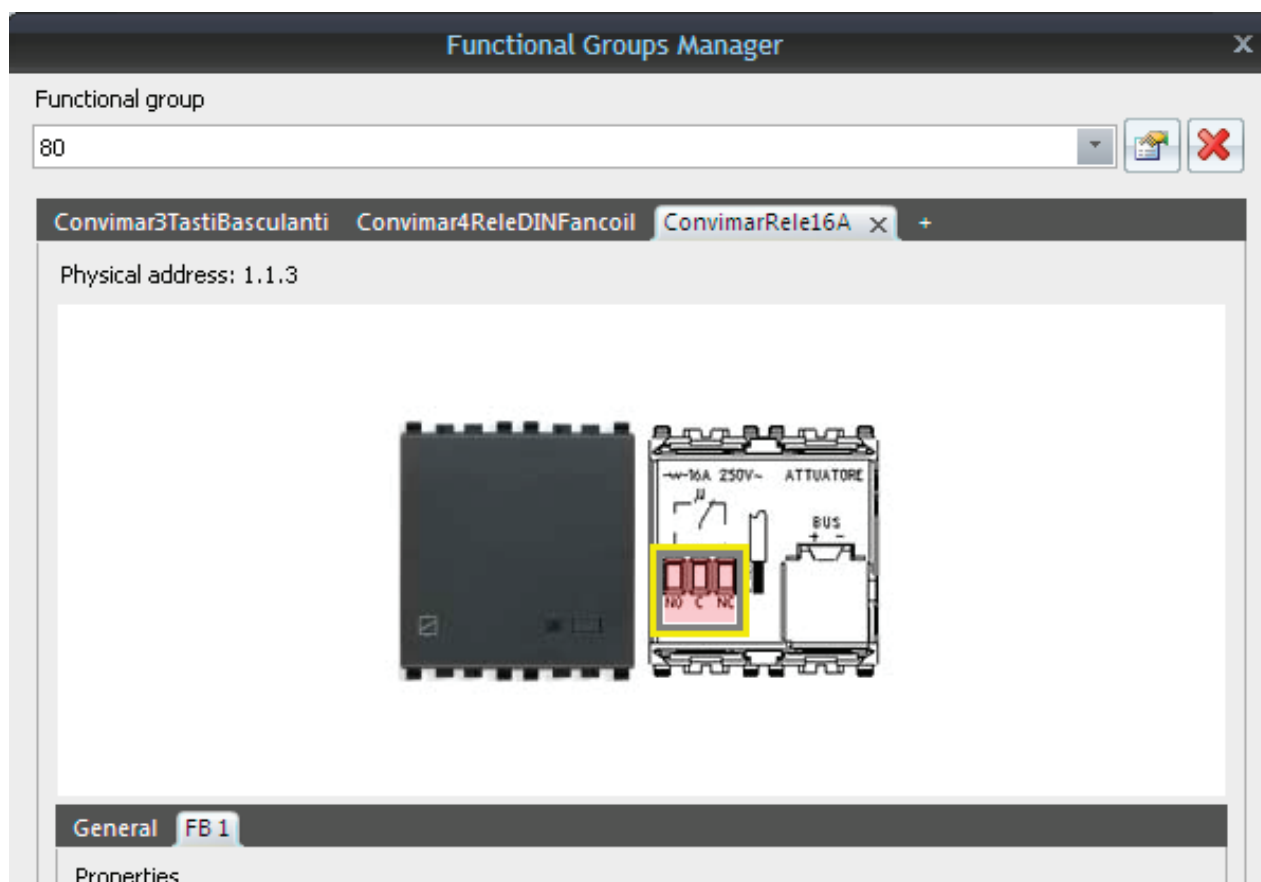 Functional Groups Manager x
Functional group
80
Convimar3TastiBasculanti Convimar4ReleDINFancoil ConvimarRele16A x +
Physical address: 1.1.3
16A 250V~ ATTUATORE
μ
BUS
+ -
NO C NC
General FB 1
Properties